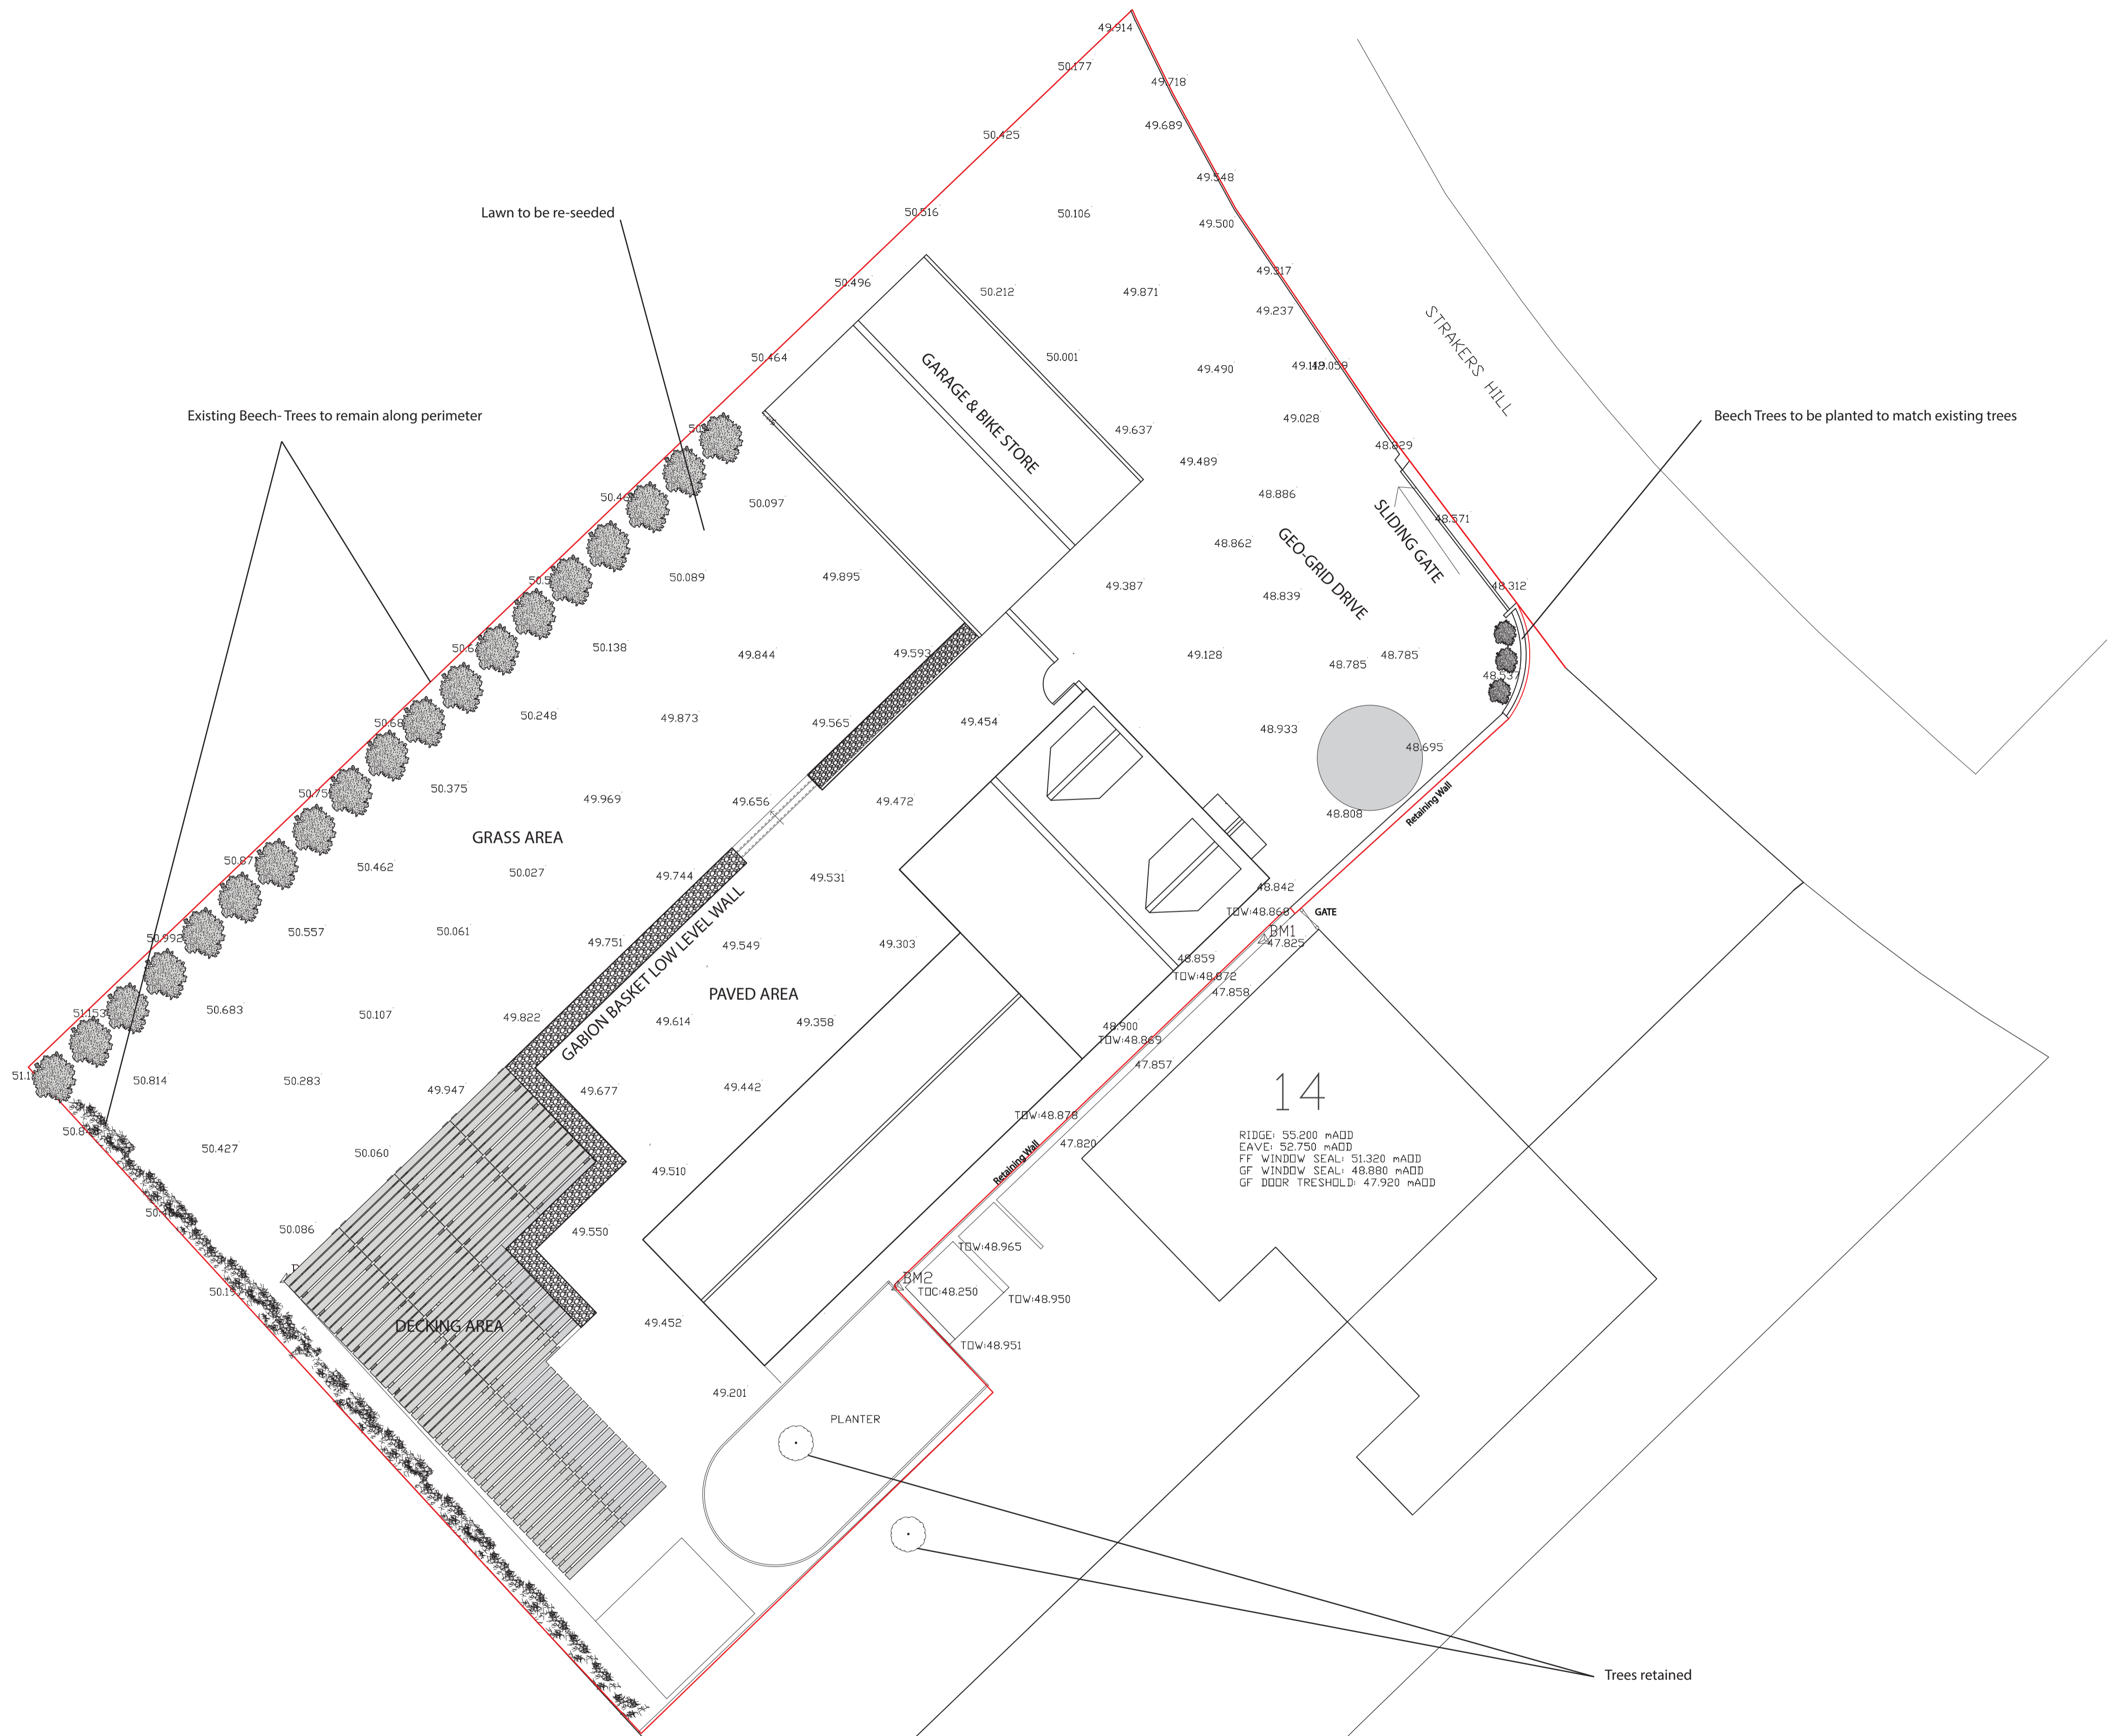 49.914
50.177
49.718
50.425
49.689
49.548
Lawn to be re-seeded
50.516
50.106
49.500
49.317
50.496
50.212
49.871
49.237
STRAKERS HILL
50.464
50.001
49.490
49.059
GARAGE & BIKE STORE
Existing Beech- Trees to remain along perimeter
Beech Trees to be planted to match existing trees
49.028
49.637
48.829
49.489
48.886
50.097
SLIDING GATE
48.571
48.862
GEO-GRID DRIVE
50.089
49.895
49.387
48.312
48.839
50.138
49.844
49.593
49.128
48.785
48.785
48.537
50.248
49.873
49.565
49.454
48.933
48.695
50.375
49.969
49.656
49.472
48.808
Retaining Wall
GRASS AREA
50.462
50.027
49.744
49.531
48.842
TOW:48.868
GATE
GABION BASKET LOW LEVEL WALL
50.992
50.557
50.061
49.751
49.549
49.303
BM1
47.825
48.859
TOW:48.872
47.858
PAVED AREA
51.153
50.683
50.107
49.822
49.614
49.358
48.900
TOW:48.869
47.857
50.814
50.283
49.947
49.677
49.442
14
TOW:48.878
47.820
RIDGE: 55.200 mAOD
EAVE: 52.750 mAOD
FF WINDOW SEAL: 51.320 mAOD
GF WINDOW SEAL: 48.880 mAOD
GF DOOR TRESHOLD: 47.920 mAOD
50.427
50.060
49.510
Retaining Wall
50.086
49.550
TOW:48.965
BM2
TOC:48.250
TOW:48.950
DECKING AREA
49.452
TOW:48.951
49.201
PLANTER
Trees retained